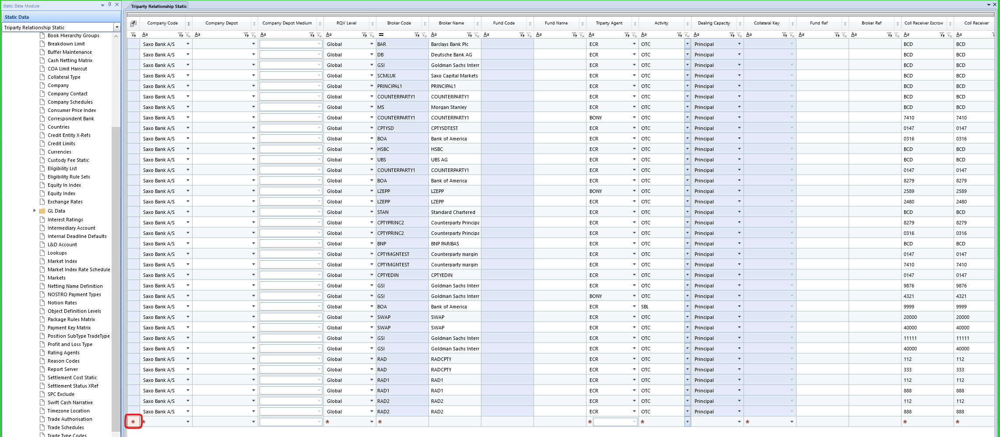 Static Data Module
Static Data
Triparty Relationship Static
Book Hierarchy Groups
Breakdown Limit
Buffer Maintenance
Cash Netting Matrix
COA Limit Haircut
Collateral Type
Company
Company Contact
Company Schedules
Consumer Price Index
Correspondent Bank
Countries
Credit Entity X-Refs
Credit Limits
Currencies
Custody Fee Static
Eligibility List
Eligibility Rule Sets
Equity In Index
Equity Index
Exchange Rates
GL Data
Interest Ratings
Intermediary Account
Internal Deadline Defaults
L&D Account
Lookups
Market Index
Market Index Rate Schedule
Markets
Netting Name Definition
NOSTRO Payment Types
Notion Rates
Object Definition Levels
Package Rules Matrix
Payment Key Matrix
Position SubType TradeType
Profit and Loss Type
Rating Agents
Reason Codes
Report Server
Settlement Cost Static
Settlement Status XRef
SPC Exclude
Swift Cash Narrative
Timezone Location
Trade Authorisation
Trade Schedules
Trade Type Codes
Triparty Relationship Static
Company Code Company Depot Company Depot Medium RQV Level Broker Code Broker Name Fund Code Fund Name Triparty Agent Activity Dealing Capacity Collateral Key Fund Ref Broker Ref Coll Receiver Escrow Coll Receiver
Aa Aa Aa Aa = Aa Aa Aa Aa Aa Aa Aa Aa Aa Aa Aa
Saxo Bank A/S Global BAR Barclays Bank Plc ECR OTC Principal BCD BCD
Saxo Bank A/S Global DB Deutsche Bank AG ECR OTC Principal BCD BCD
Saxo Bank A/S Global GSI Goldman Sachs Interr ECR OTC Principal BCD BCD
Saxo Bank A/S Global SCMLUK Saxo Capital Markets ECR OTC Principal BCD BCD
Saxo Bank A/S Global PRINCIPAL1 PRINCIPAL1 ECR OTC Principal BCD BCD
Saxo Bank A/S Global COUNTERPARTY1 COUNTERPARTY1 ECR OTC Principal BCD BCD
Saxo Bank A/S Global MS Morgan Stanley ECR OTC Principal BCD BCD
Saxo Bank A/S Global COUNTERPARTY1 COUNTERPARTY1 BONY OTC Principal 7410 7410
Saxo Bank A/S Global CPTYSD CPTYSDTEST ECR OTC Principal 0147 0147
Saxo Bank A/S Global BOA Bank of America ECR OTC Principal 0316 0316
Saxo Bank A/S Global HSBC HSBC ECR OTC Principal BCD BCD
Saxo Bank A/S Global UBS UBS AG ECR OTC Principal BCD BCD
Saxo Bank A/S Global COUNTERPARTY1 COUNTERPARTY1 ECR OTC Principal 0147 0147
Saxo Bank A/S Global BOA Bank of America ECR OTC Principal 8279 8279
Saxo Bank A/S Global LZEPP LZEPP BONY OTC Principal 2589 2589
Saxo Bank A/S Global LZEPP LZEPP ECR OTC Principal 2480 2480
Saxo Bank A/S Global STAN Standard Chartered ECR OTC Principal BCD BCD
Saxo Bank A/S Global CPTYPRINC2 Counterparty Principa ECR OTC Principal 8279 8279
Saxo Bank A/S Global CPTYPRINC2 Counterparty Principa ECR OTC Principal 0316 0316
Saxo Bank A/S Global BNP BNP PARIBAS ECR OTC Principal BCD BCD
Saxo Bank A/S Global CPTYMGNTEST Counterparty margin ECR OTC Principal 0147 0147
Saxo Bank A/S Global CPTYMGNTEST Counterparty margin ECR OTC Principal 7410 7410
Saxo Bank A/S Global CPTYEDIN CPTYEDIN ECR OTC Principal 0147 0147
Saxo Bank A/S Global GSI Goldman Sachs Interr ECR OTC Principal 9876 9876
Saxo Bank A/S Global GSI Goldman Sachs Interr BONY OTC Principal 4321 4321
Saxo Bank A/S Global BOA Bank of America ECR SBL Principal 9999 9999
Saxo Bank A/S Global SWAP SWAP ECR OTC Principal 20000 20000
Saxo Bank A/S Global SWAP SWAP ECR OTC Principal 40000 40000
Saxo Bank A/S Global GSI Goldman Sachs Interr ECR OTC Principal 11111 11111
Saxo Bank A/S Global GSI Goldman Sachs Interr ECR OTC Principal 40000 40000
Saxo Bank A/S Global RAD RADCPTY ECR OTC Principal 112 112
Saxo Bank A/S Global RAD RADCPTY ECR OTC Principal 333 333
Saxo Bank A/S Global RAD1 RAD1 ECR OTC Principal 112 112
Saxo Bank A/S Global RAD1 RAD1 ECR OTC Principal 888 888
Saxo Bank A/S Global RAD2 RAD2 ECR OTC Principal 112 112
Saxo Bank A/S Global RAD2 RAD2 ECR OTC Principal 888 888
* * * * * * * * *